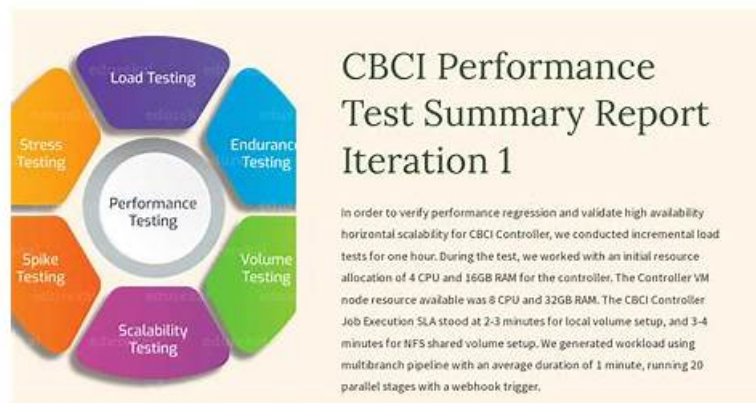 Load Testing
Stress
Testing
Endurance
Testing
Performance
Testing
Spike
Testing
Volume
Testing
Scalability
Testing
CBCI Performance
Test Summary Report
Iteration 1
In order to verify performance regression and validate high availability
horizontal scalability for CBCI Controller, we conducted incremental load
tests for one hour. During the test, we worked with an initial resource
allocation of 4 CPU and 16GB RAM for the controller. The Controller VM
node resource available was 8 CPU and 32GB RAM. The CBCI Controller
Job Execution SLA stood at 2-3 minutes for local volume setup, and 3-4
minutes for NFS shared volume setup. We generated workload using
multibranch pipeline with an average duration of 1 minute, running 20
parallel stages with a webhook trigger.